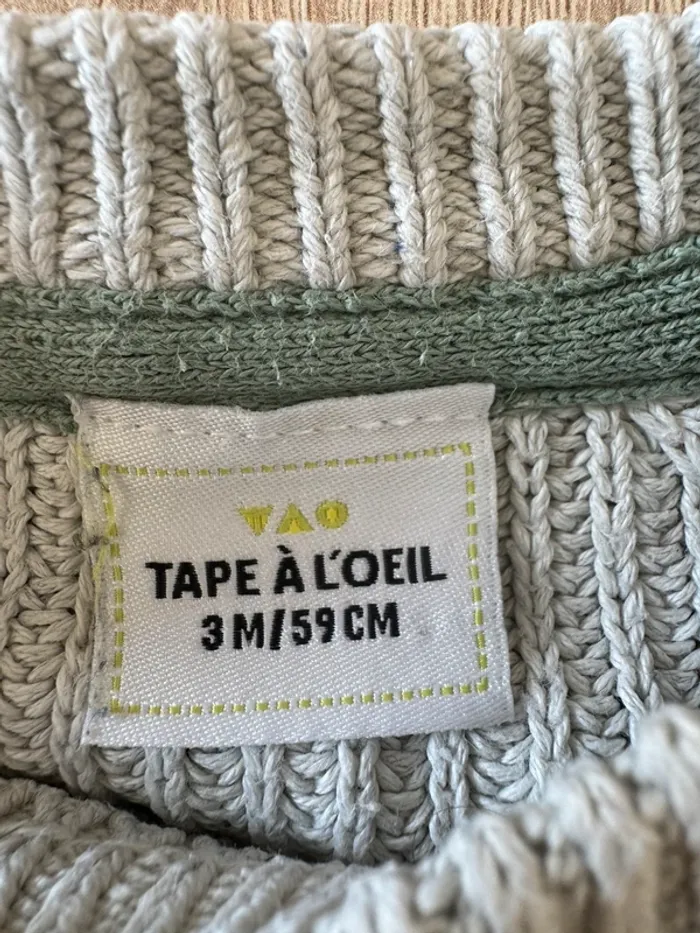 TAO
TAPE À L'OEIL
3M/59CM